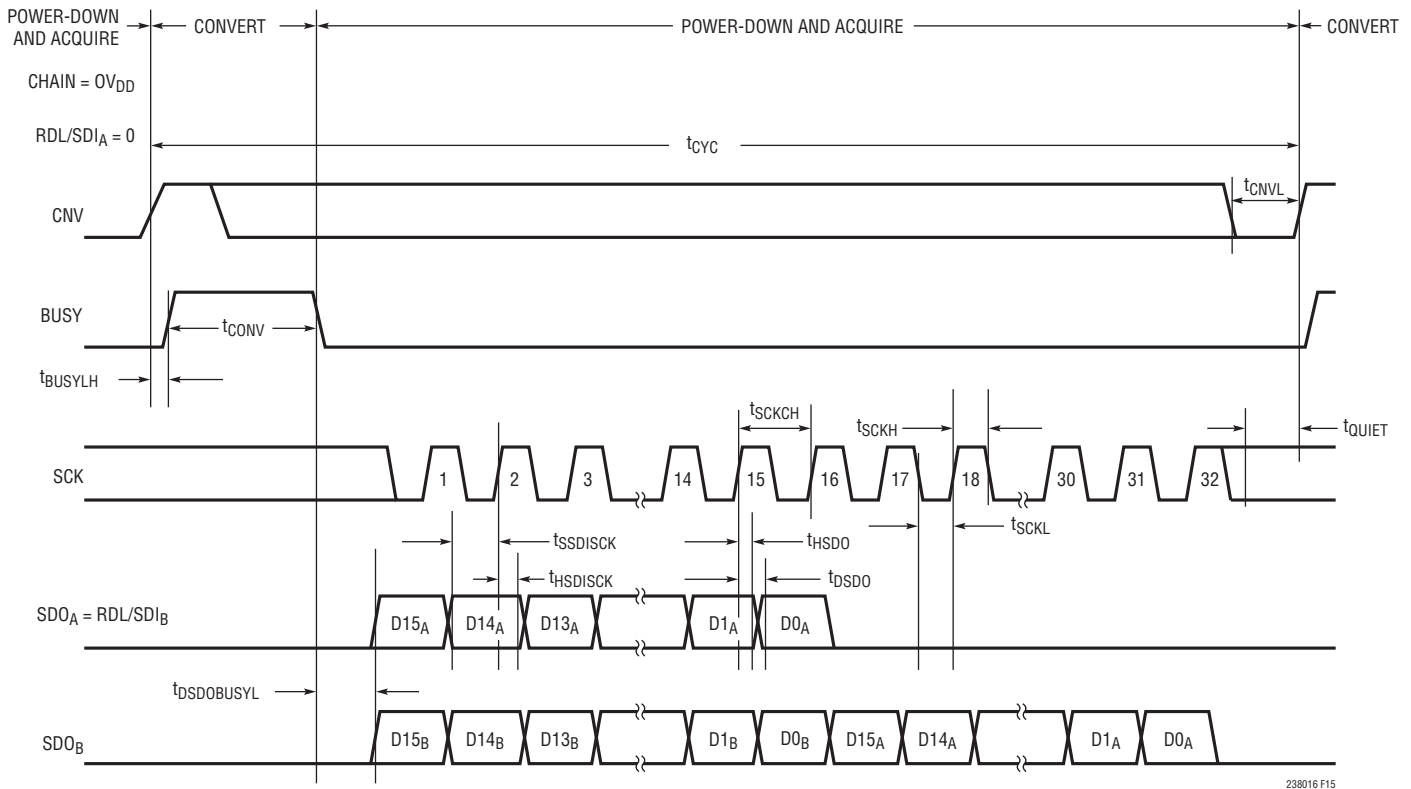 POWER-DOWN
AND ACQUIRE
CONVERT
POWER-DOWN AND ACQUIRE
CONVERT
CHAIN = OVDD
RDL/SDIA = 0
tCYC
CNV
tCNVL
BUSY
tCONV
tBUSYLH
tSCKCH
tSCKH
tQUIET
SCK
1
2
3
14
15
16
17
18
30
31
32
tSSDISCK
tHSDO
tSCKL
tHSDISCK
tDSDO
SDOA = RDL/SDIB
D15A
D14A
D13A
D1A
D0A
tDSDOBUSYL
SDOB
D15B
D14B
D13B
D1B
D0B
D15A
D14A
D1A
D0A
238016 F15